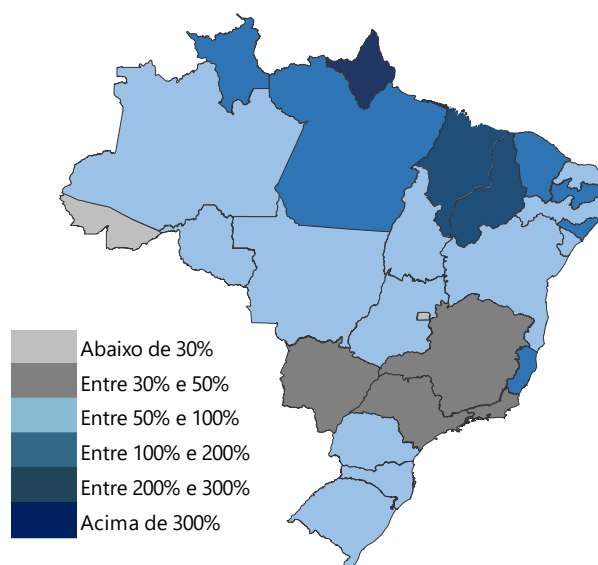 Abaixo de 30%
Entre 30% e 50%
Entre 50% e 100%
Entre 100% e 200%
Entre 200% e 300%
Acima de 300%